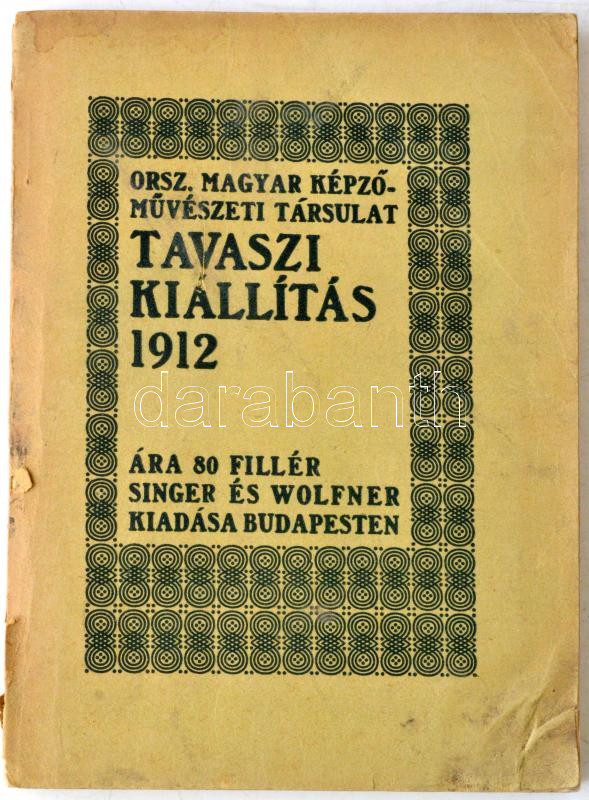 ORSZ. MAGYAR KÉPZŐ-
MŰVÉSZETI TÁRSULAT
TAVASZI
KIÁLLÍTÁS
1912
darabanth
ÁRA 80 FILLÉR
SINGER ÉS WOLFNER
KIADÁSA BUDAPESTEN